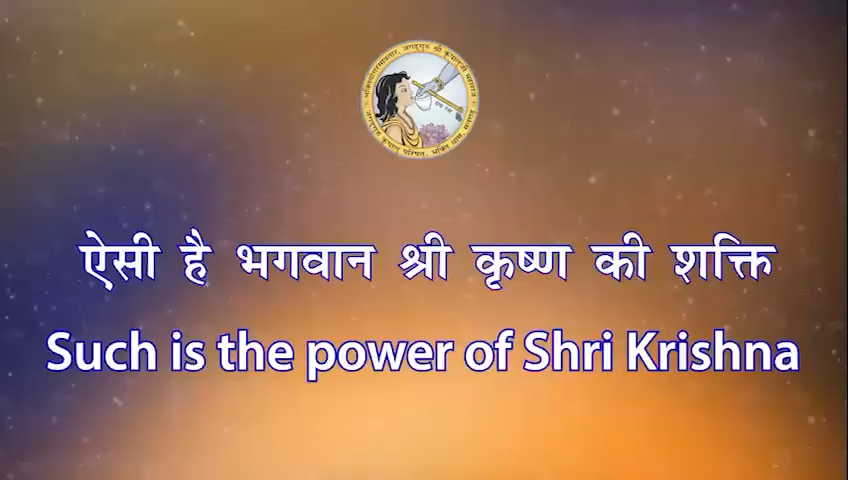 ऐसी है भगवान श्री कृष्ण की शक्ति
Such is the power of Shri Krishna